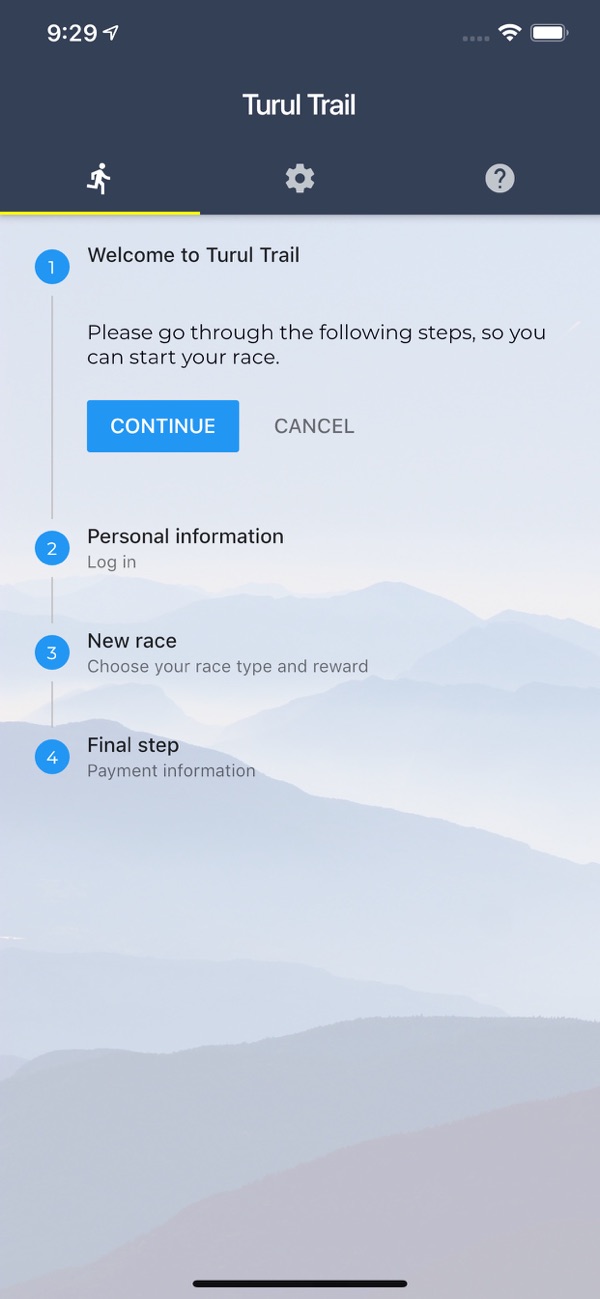 9:29
Turul Trail
?
1
Welcome to Turul Trail
Please go through the following steps, so you
can start your race.
CONTINUE
CANCEL
2
Personal information
Log in
3
New race
Choose your race type and reward
4
Final step
Payment information